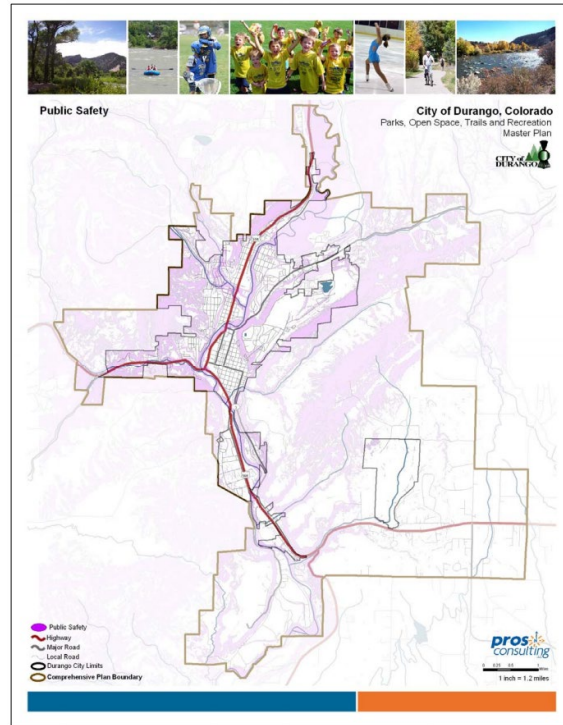 Public Safety
City of Durango, Colorado
Parks, Open Space, Trails and Recreation
Master Plan
CITY of
DURANGO
Public Safety
Highway
Major Road
Local Road
Durango City Limits
Comprehensive Plan Boundary
pros
consulting
1 inch = 1.2 miles